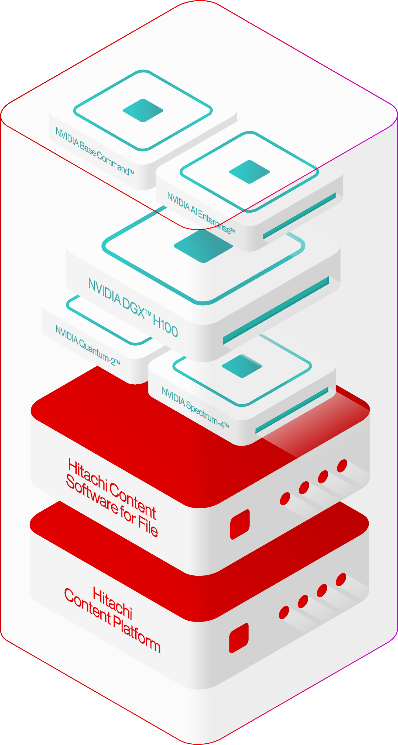 NVIDIA Base Command™
NVIDIA AI Enterprise™
NVIDIA DGX™ H100
NVIDIA Quantum-2™
NVIDIA Spectrum-4™
Hitachi Content
Software for File
Hitachi
Content Platform